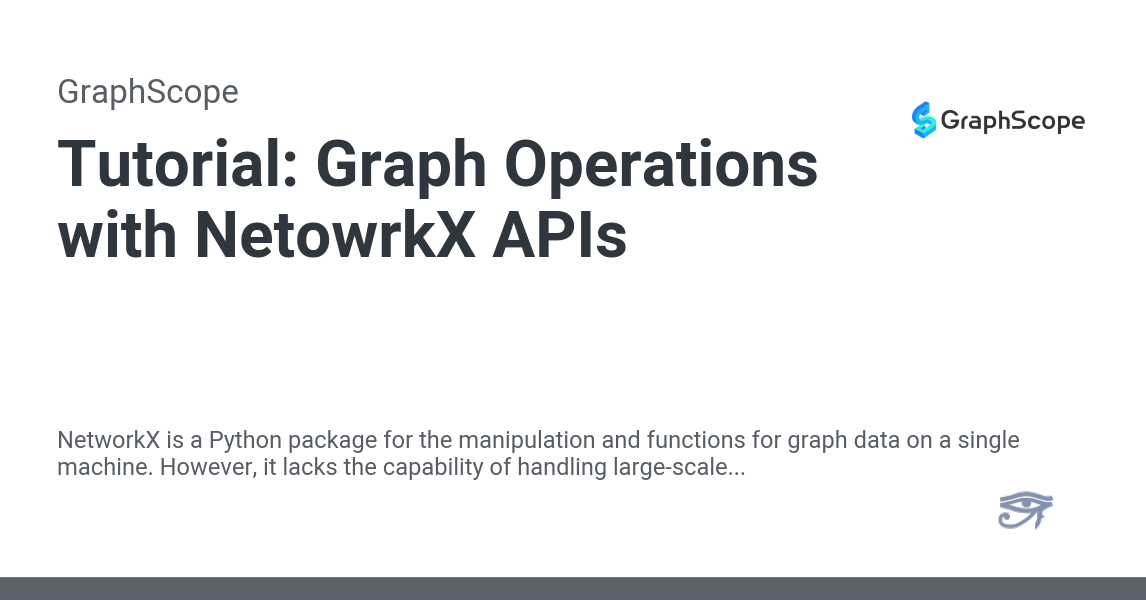 GraphScope
GraphScope
Tutorial: Graph Operations
with NetowrkX APIs
NetworkX is a Python package for the manipulation and functions for graph data on a single
machine. However, it lacks the capability of handling large-scale...